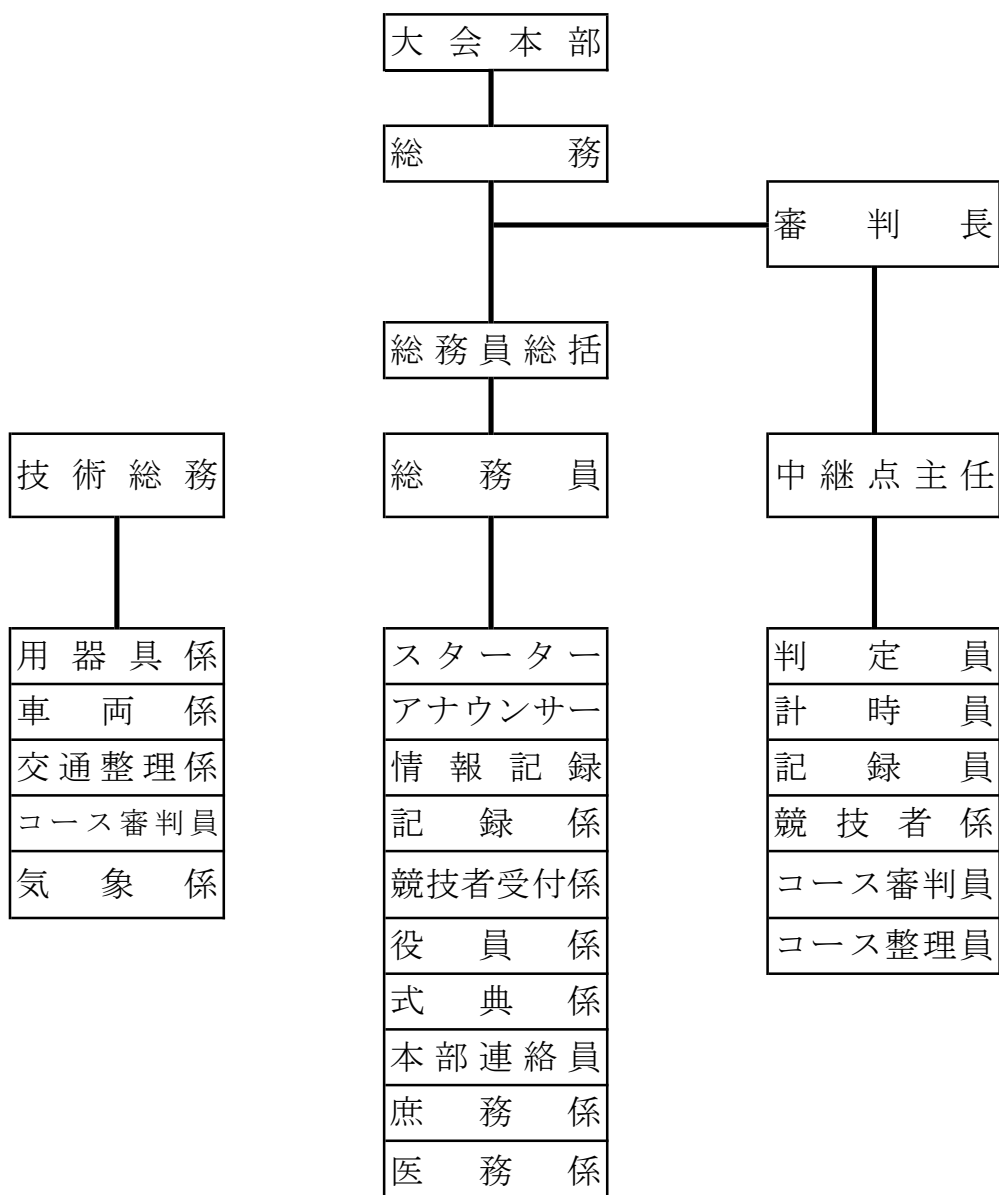 大会本部
総務
審判長
総務員総括
技術総務
総務員
中継点主任
用器具係
車両係
交通整理係
コース審判員
気象係
スターター
アナウンサー
情報記録
記録係
競技者受付係
役員係
式典係
本部連絡員
庶務係
医務係
判定員
計時員
記録員
競技者係
コース審判員
コース整理員